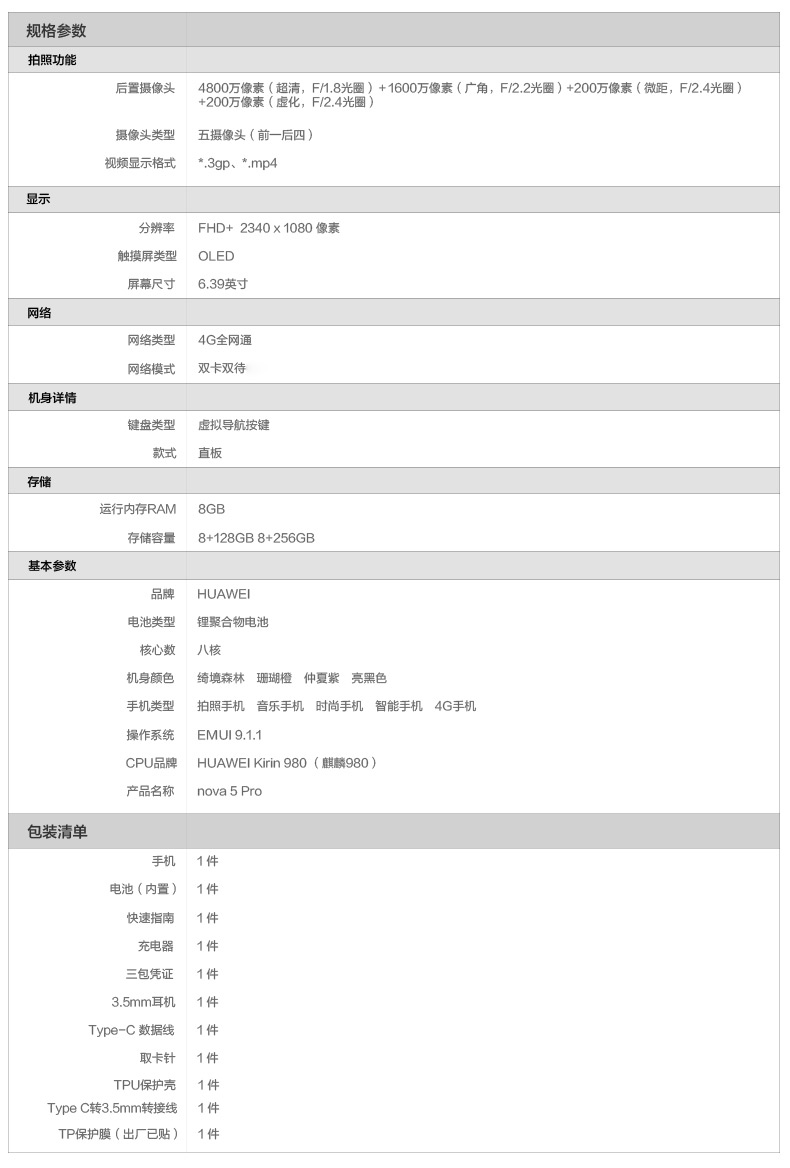 规格参数
拍照功能
后置摄像头 4800万像素（超清，F/1.8光圈）+1600万像素（广角，F/2.2光圈）+200万像素（微距，F/2.4光圈）
+200万像素（虚化，F/2.4光圈）
摄像头类型 五摄像头（前一后四）
视频显示格式 *.3gp、*.mp4
显示
分辨率 FHD+ 2340 x 1080 像素
触摸屏类型 OLED
屏幕尺寸 6.39英寸
网络
网络类型 4G全网通
网络模式 双卡双待
机身详情
键盘类型 虚拟导航按键
款式 直板
存储
运行内存RAM 8GB
存储容量 8+128GB 8+256GB
基本参数
品牌 HUAWEI
电池类型 锂聚合物电池
核心数 八核
机身颜色 绮境森林 珊瑚橙 仲夏紫 亮黑色
手机类型 拍照手机 音乐手机 时尚手机 智能手机 4G手机
操作系统 EMUI 9.1.1
CPU品牌 HUAWEI Kirin 980（麒麟980）
产品名称 nova 5 Pro
包装清单
手机 1 件
电池（内置） 1 件
快速指南 1 件
充电器 1 件
三包凭证 1 件
3.5mm耳机 1 件
Type-C 数据线 1 件
取卡针 1 件
TPU保护壳 1 件
Type C转3.5mm转接线 1 件
TP保护膜（出厂已贴） 1 件